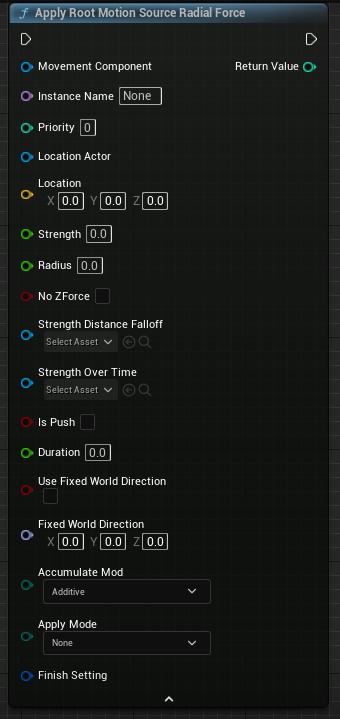 f Apply Root Motion Source Radial Force
Movement Component Return Value
Instance Name None
Priority 0
Location Actor
Location
X 0.0 Y 0.0 Z 0.0
Strength 0.0
Radius 0.0
No ZForce
Strength Distance Falloff
Select Asset
Strength Over Time
Select Asset
Is Push
Duration 0.0
Use Fixed World Direction
Fixed World Direction
X 0.0 Y 0.0 Z 0.0
Accumulate Mod
Additive
Apply Mode
None
Finish Setting